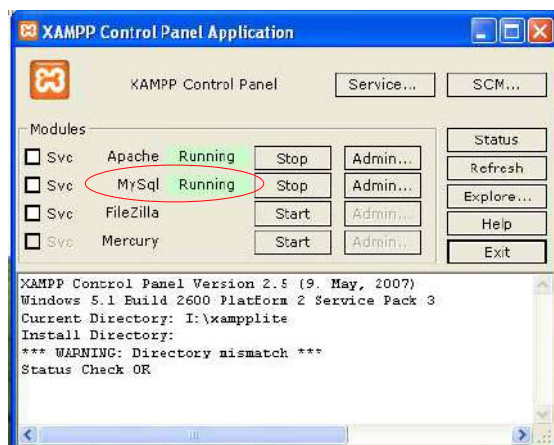 XAMPP Control Panel Application
XAMPP Control Panel Service... SCM...
Modules
Svc Apache Running Stop Admin...
Svc MySql Running Stop Admin...
Svc FileZilla Start Admin...
Svc Mercury Start Admin...
Status
Refresh
Explore...
Help
Exit
XAMPP Control Panel Version 2.5 (9. May, 2007)
Windows 5.1 Build 2600 Platform 2 Service Pack 3
Current Directory: I:\xampplite
Install Directory:
*** WARNING: Directory mismatch ***
Status Check OK